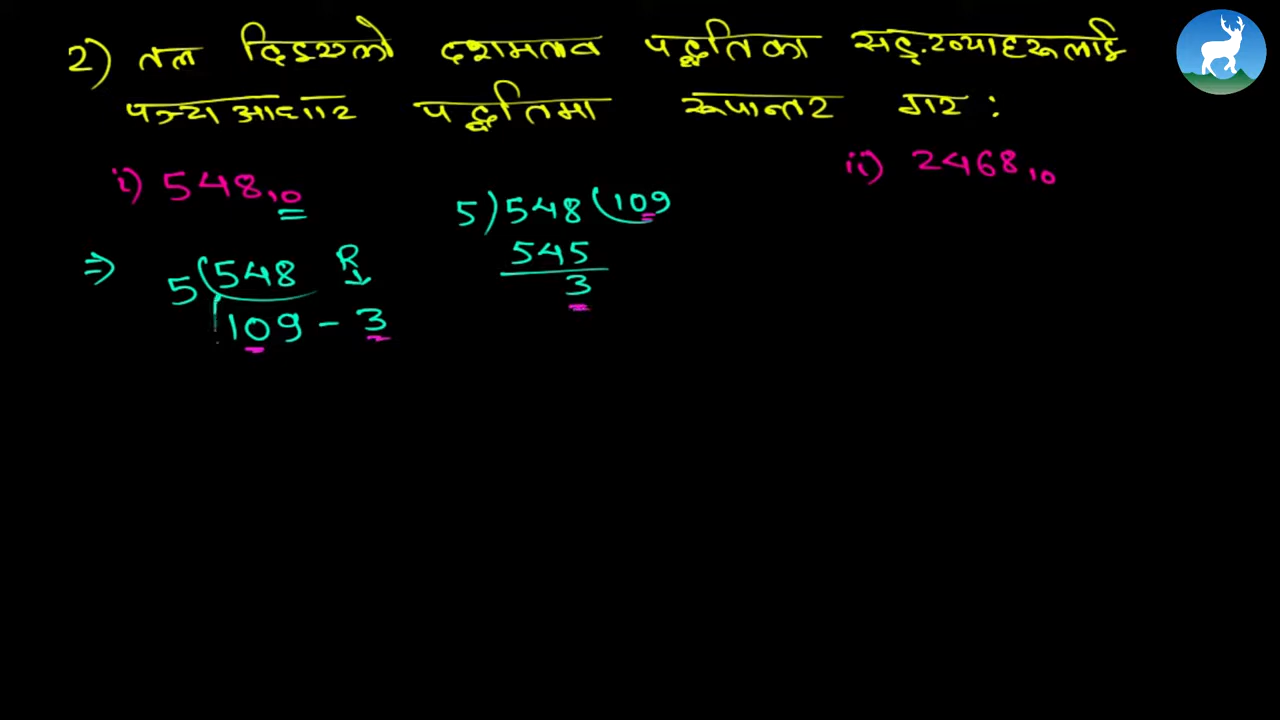 2) तल दिइएको दशमलव पद्धतिका सङ्ख्याहरूलाई
पञ्च आधार पद्धतिमा रूपान्तर गर :
i) 548₁₀
ii) 2468₁₀
⇒ 5 ( 548 R ↓
109 - 3
5 ) 548 ( 109
545
3